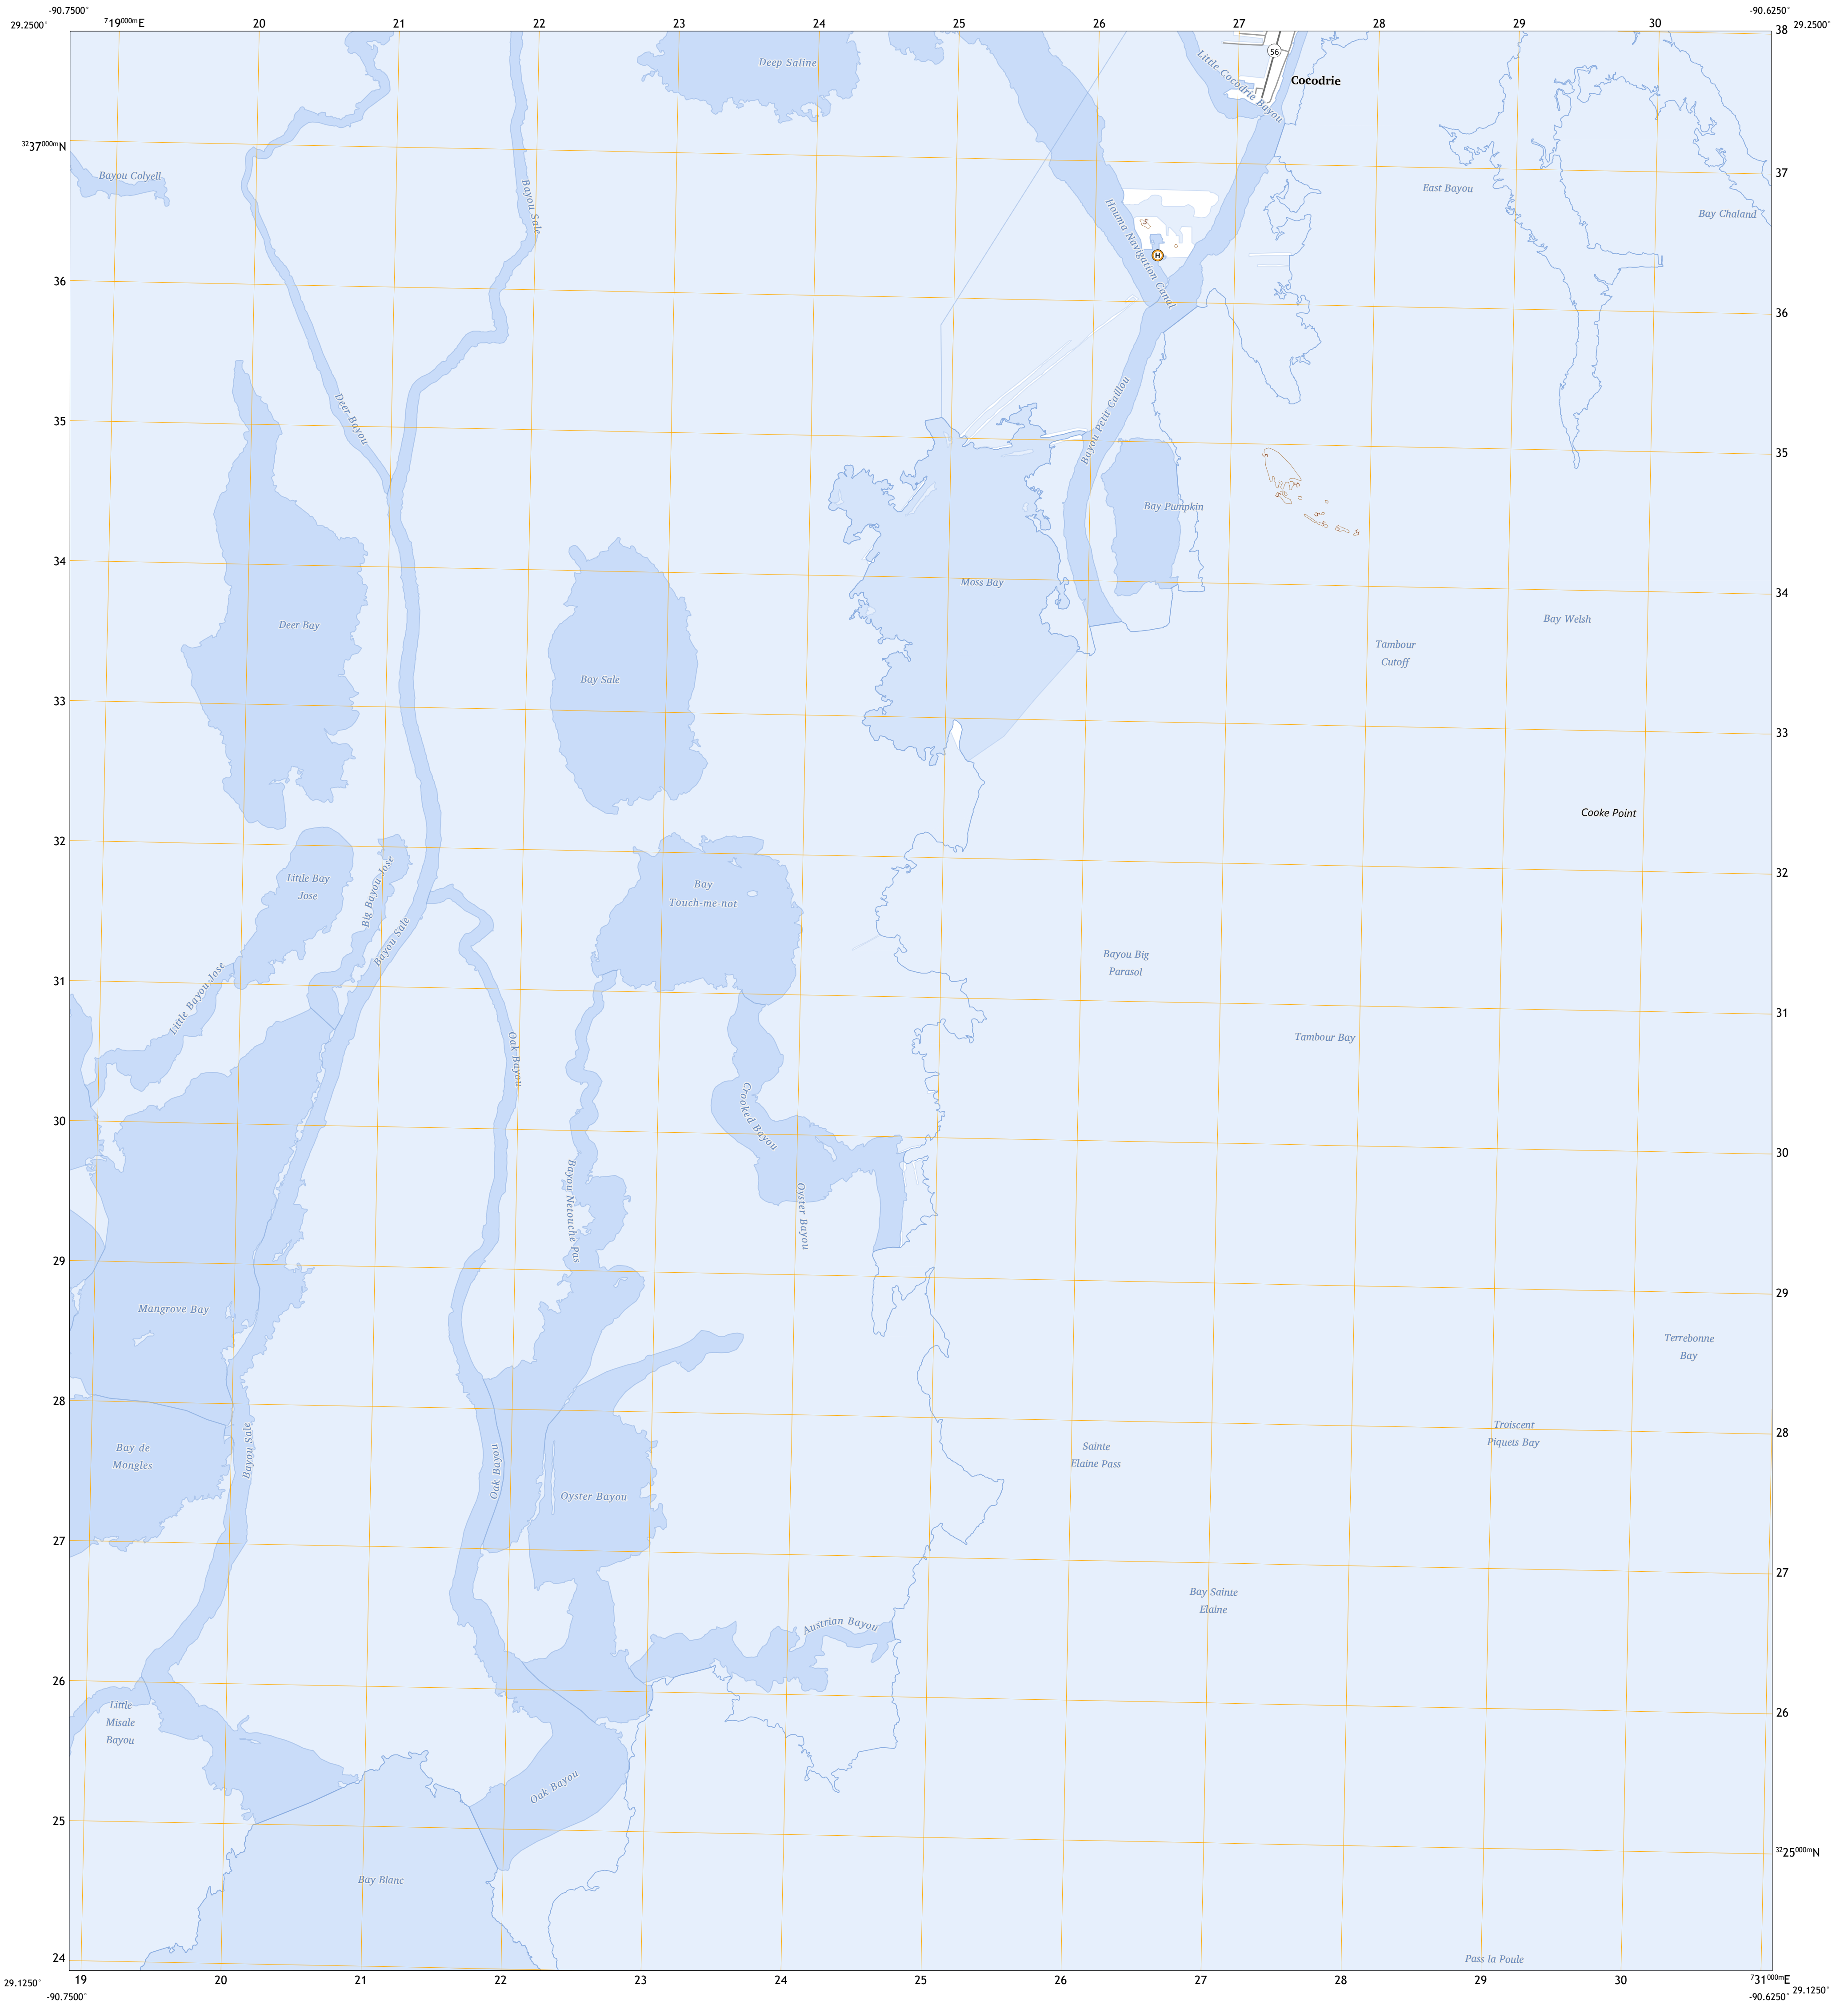 -90.7500°
-90.6250°
29.2500°
⁷19⁰⁰⁰ᵐE 20 21 22 23 24 25 26 27 28 29 30
29.2500°
38
56
Cocodrie
Deep Saline
Little Cocodrie Bayou
³²37⁰⁰⁰ᵐN
37
Bayou Colyell
Bayou Sale
East Bayou
Bay Chaland
Houma Navigation Canal
5
H
36
36
Deer Bayou
Bayou Petit Caillou
35
35
5
5
5
5
5
5
5
Bay Pumpkin
34
34
Moss Bay
Deer Bay
Bay Welsh
Tambour
Cutoff
Bay Sale
33
33
Cooke Point
32
32
Little Bay
Jose
Big Bayou Jose
Bay
Touch-me-not
Bayou Sale
Bayou Big
Parasol
Little Bayou Jose
31
31
Oak Bayou
Tambour Bay
Crooked Bayou
30
30
Bayou Netouche Pas
Oyster Bayou
29
29
Mangrove Bay
Terrebonne
Bay
28
28
Bay de
Mongles
Bayou Sale
Oak Bayou
Sainte
Elaine Pass
Troiscent
Piquets Bay
Oyster Bayou
27
27
Bay Sainte
Elaine
Austrian Bayou
26
26
Little
Misale
Bayou
Oak Bayou
25
³²25⁰⁰⁰ᵐN
Bay Blanc
24
Pass la Poule
29.1250°
19 20 21 22 23 24 25 26 27 28 29 30 ⁷31⁰⁰⁰ᵐE
29.1250°
-90.7500°
-90.6250°